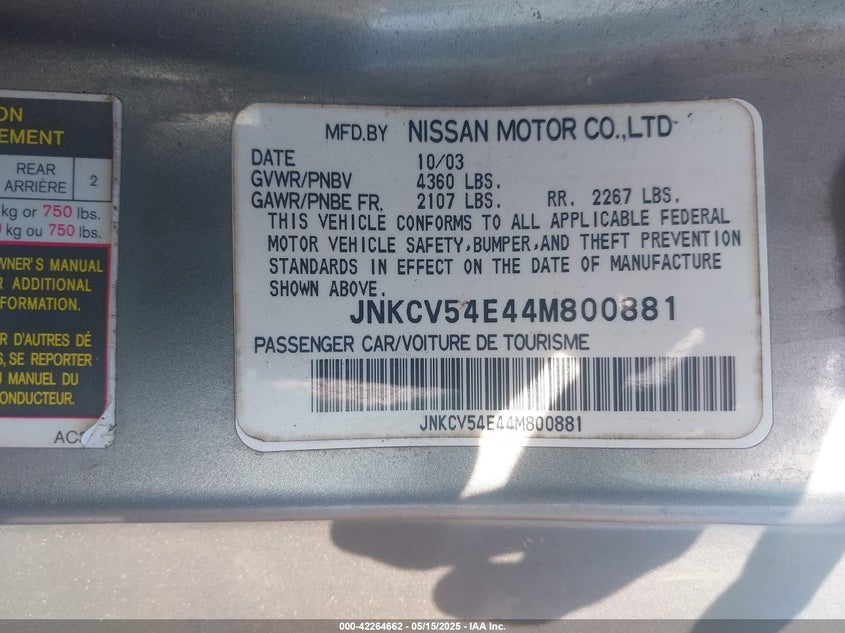 ON
EMENT
REAR
ARRIÈRE
2
kg or 750 lbs.
kg ou 750 lbs.
WNER'S MANUAL
R ADDITIONAL
FORMATION.
D'AUTRES DÉ
S, SE REPORTER
U MANUEL DU
ONDUCTEUR.
MFD.BY NISSAN MOTOR CO.,LTD
DATE 10/03
GVWR/PNBV 4360 LBS.
GAWR/PNBE FR. 2107 LBS. RR. 2267 LBS.
THIS VEHICLE CONFORMS TO ALL APPLICABLE FEDERAL
MOTOR VEHICLE SAFETY,BUMPER,AND THEFT PREVENTION
STANDARDS IN EFFECT ON THE DATE OF MANUFACTURE
SHOWN ABOVE.
JNKCV54E44M800881
PASSENGER CAR/VOITURE DE TOURISME
JNKCV54E44M800881
000-42264662 - 05/15/2025 - IAA Inc.